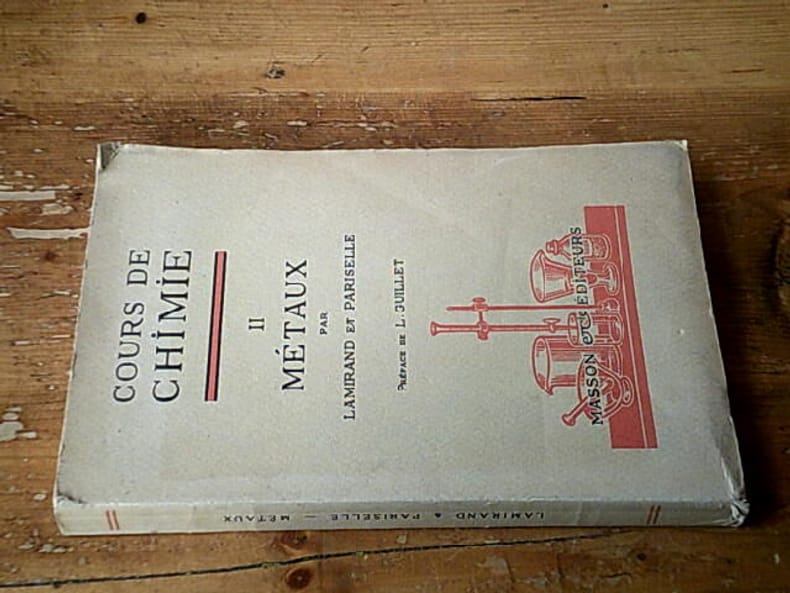 COURS DE
CHIMIE
II
MÉTAUX
PAR
LAMIRAND ET PARISELLE
PRÉFACE DE L. GUILLET
MASSON et Cie ÉDITEURS
LAMIRAND & PARISELLE — MÉTAUX